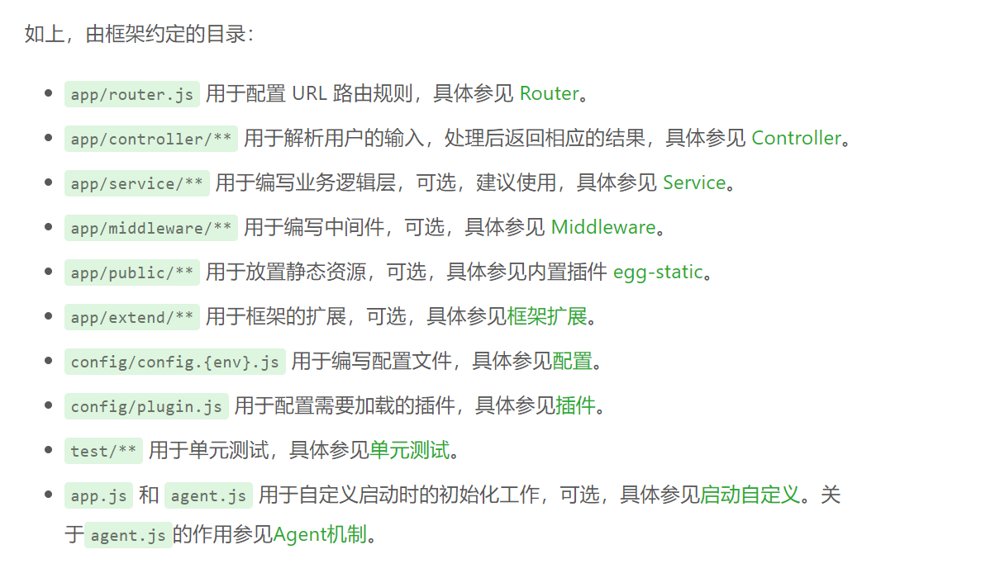 如上，由框架约定的目录：
app/router.js 用于配置 URL 路由规则，具体参见 Router。
app/controller/** 用于解析用户的输入，处理后返回相应的结果，具体参见 Controller。
app/service/** 用于编写业务逻辑层，可选，建议使用，具体参见 Service。
app/middleware/** 用于编写中间件，可选，具体参见 Middleware。
app/public/** 用于放置静态资源，可选，具体参见内置插件 egg-static。
app/extend/** 用于框架的扩展，可选，具体参见框架扩展。
config/config.{env}.js 用于编写配置文件，具体参见配置。
config/plugin.js 用于配置需要加载的插件，具体参见插件。
test/** 用于单元测试，具体参见单元测试。
app.js 和 agent.js 用于自定义启动时的初始化工作，可选，具体参见启动自定义。关
于agent.js的作用参见Agent机制。